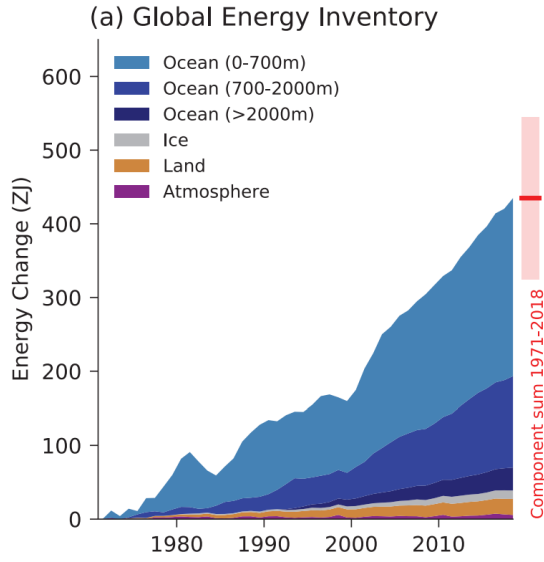 (a) Global Energy Inventory
Ocean (0-700m)
Ocean (700-2000m)
Ocean (>2000m)
Ice
Land
Atmosphere
Energy Change (ZJ)
600
500
400
300
200
100
0
1980
1990
2000
2010
Component sum 1971-2018